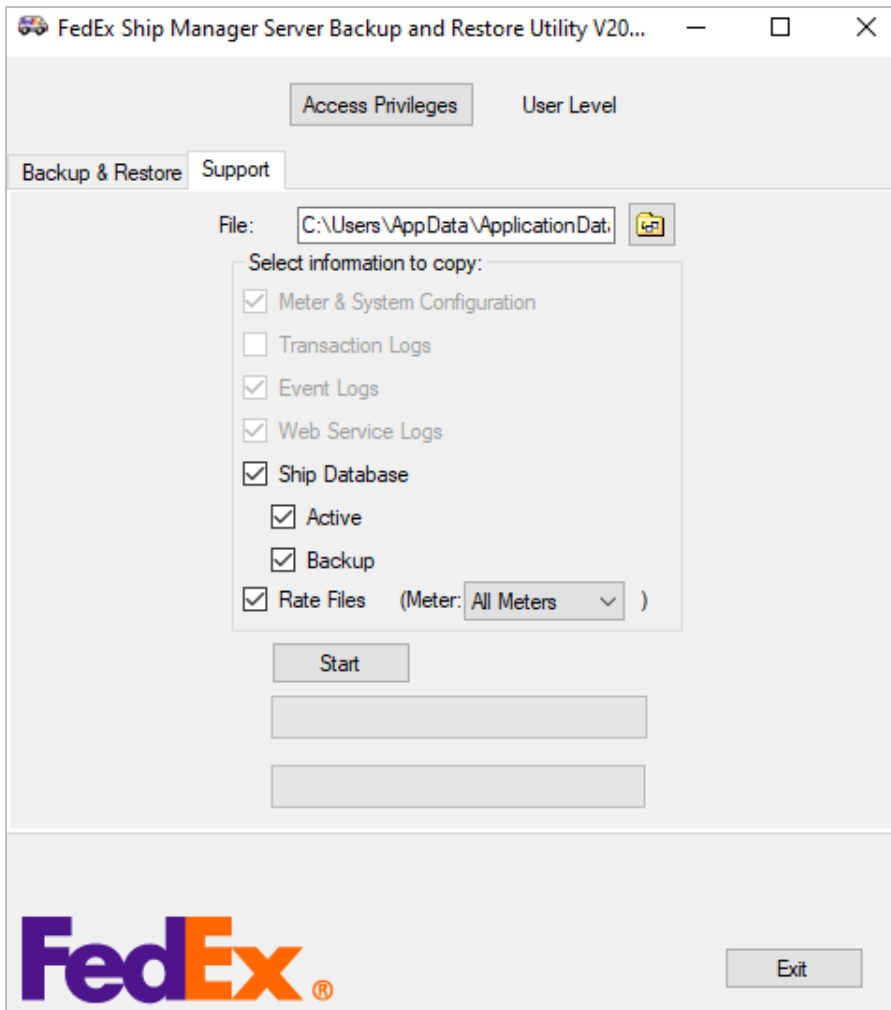 FedEx Ship Manager Server Backup and Restore Utility V20...
Access Privileges User Level
Backup & Restore Support
File: C:\Users\AppData\ApplicationDat
Select information to copy:
Meter & System Configuration
Transaction Logs
Event Logs
Web Service Logs
Ship Database
Active
Backup
Rate Files (Meter: All Meters )
Start
FedEx®
Exit